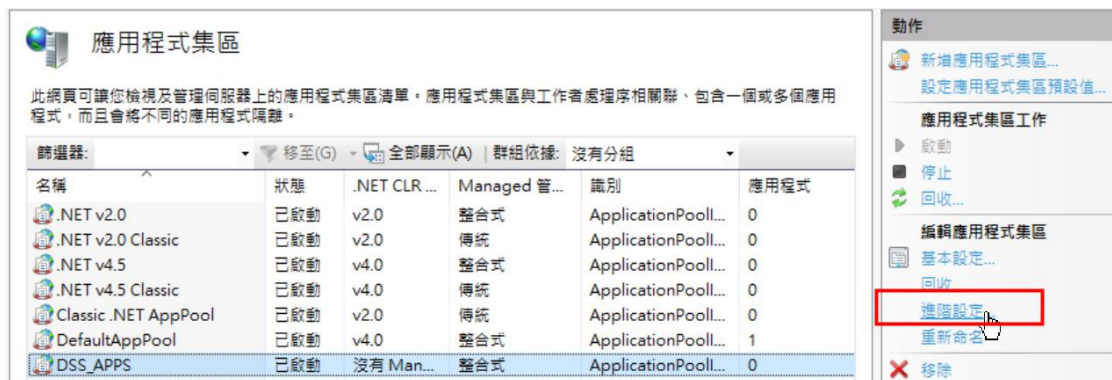 應用程式集區
此網頁可讓您檢視及管理伺服器上的應用程式集區清單。應用程式集區與工作者處理序相關聯、包含一個或多個應用
程式，而且會將不同的應用程式隔離。
篩選器: 移至(G) 全部顯示(A) 群組依據: 沒有分組
名稱 狀態 .NET CLR ... Managed 管... 識別 應用程式
.NET v2.0 已啟動 v2.0 整合式 ApplicationPoolI... 0
.NET v2.0 Classic 已啟動 v2.0 傳統 ApplicationPoolI... 0
.NET v4.5 已啟動 v4.0 整合式 ApplicationPoolI... 0
.NET v4.5 Classic 已啟動 v4.0 傳統 ApplicationPoolI... 0
Classic .NET AppPool 已啟動 v2.0 傳統 ApplicationPoolI... 0
DefaultAppPool 已啟動 v4.0 整合式 ApplicationPoolI... 1
DSS_APPS 已啟動 沒有 Man... 整合式 ApplicationPoolI... 0
動作
新增應用程式集區...
設定應用程式集區預設值...
應用程式集區工作
啟動
停止
回收...
編輯應用程式集區
基本設定...
回收
進階設定
重新命名
移除